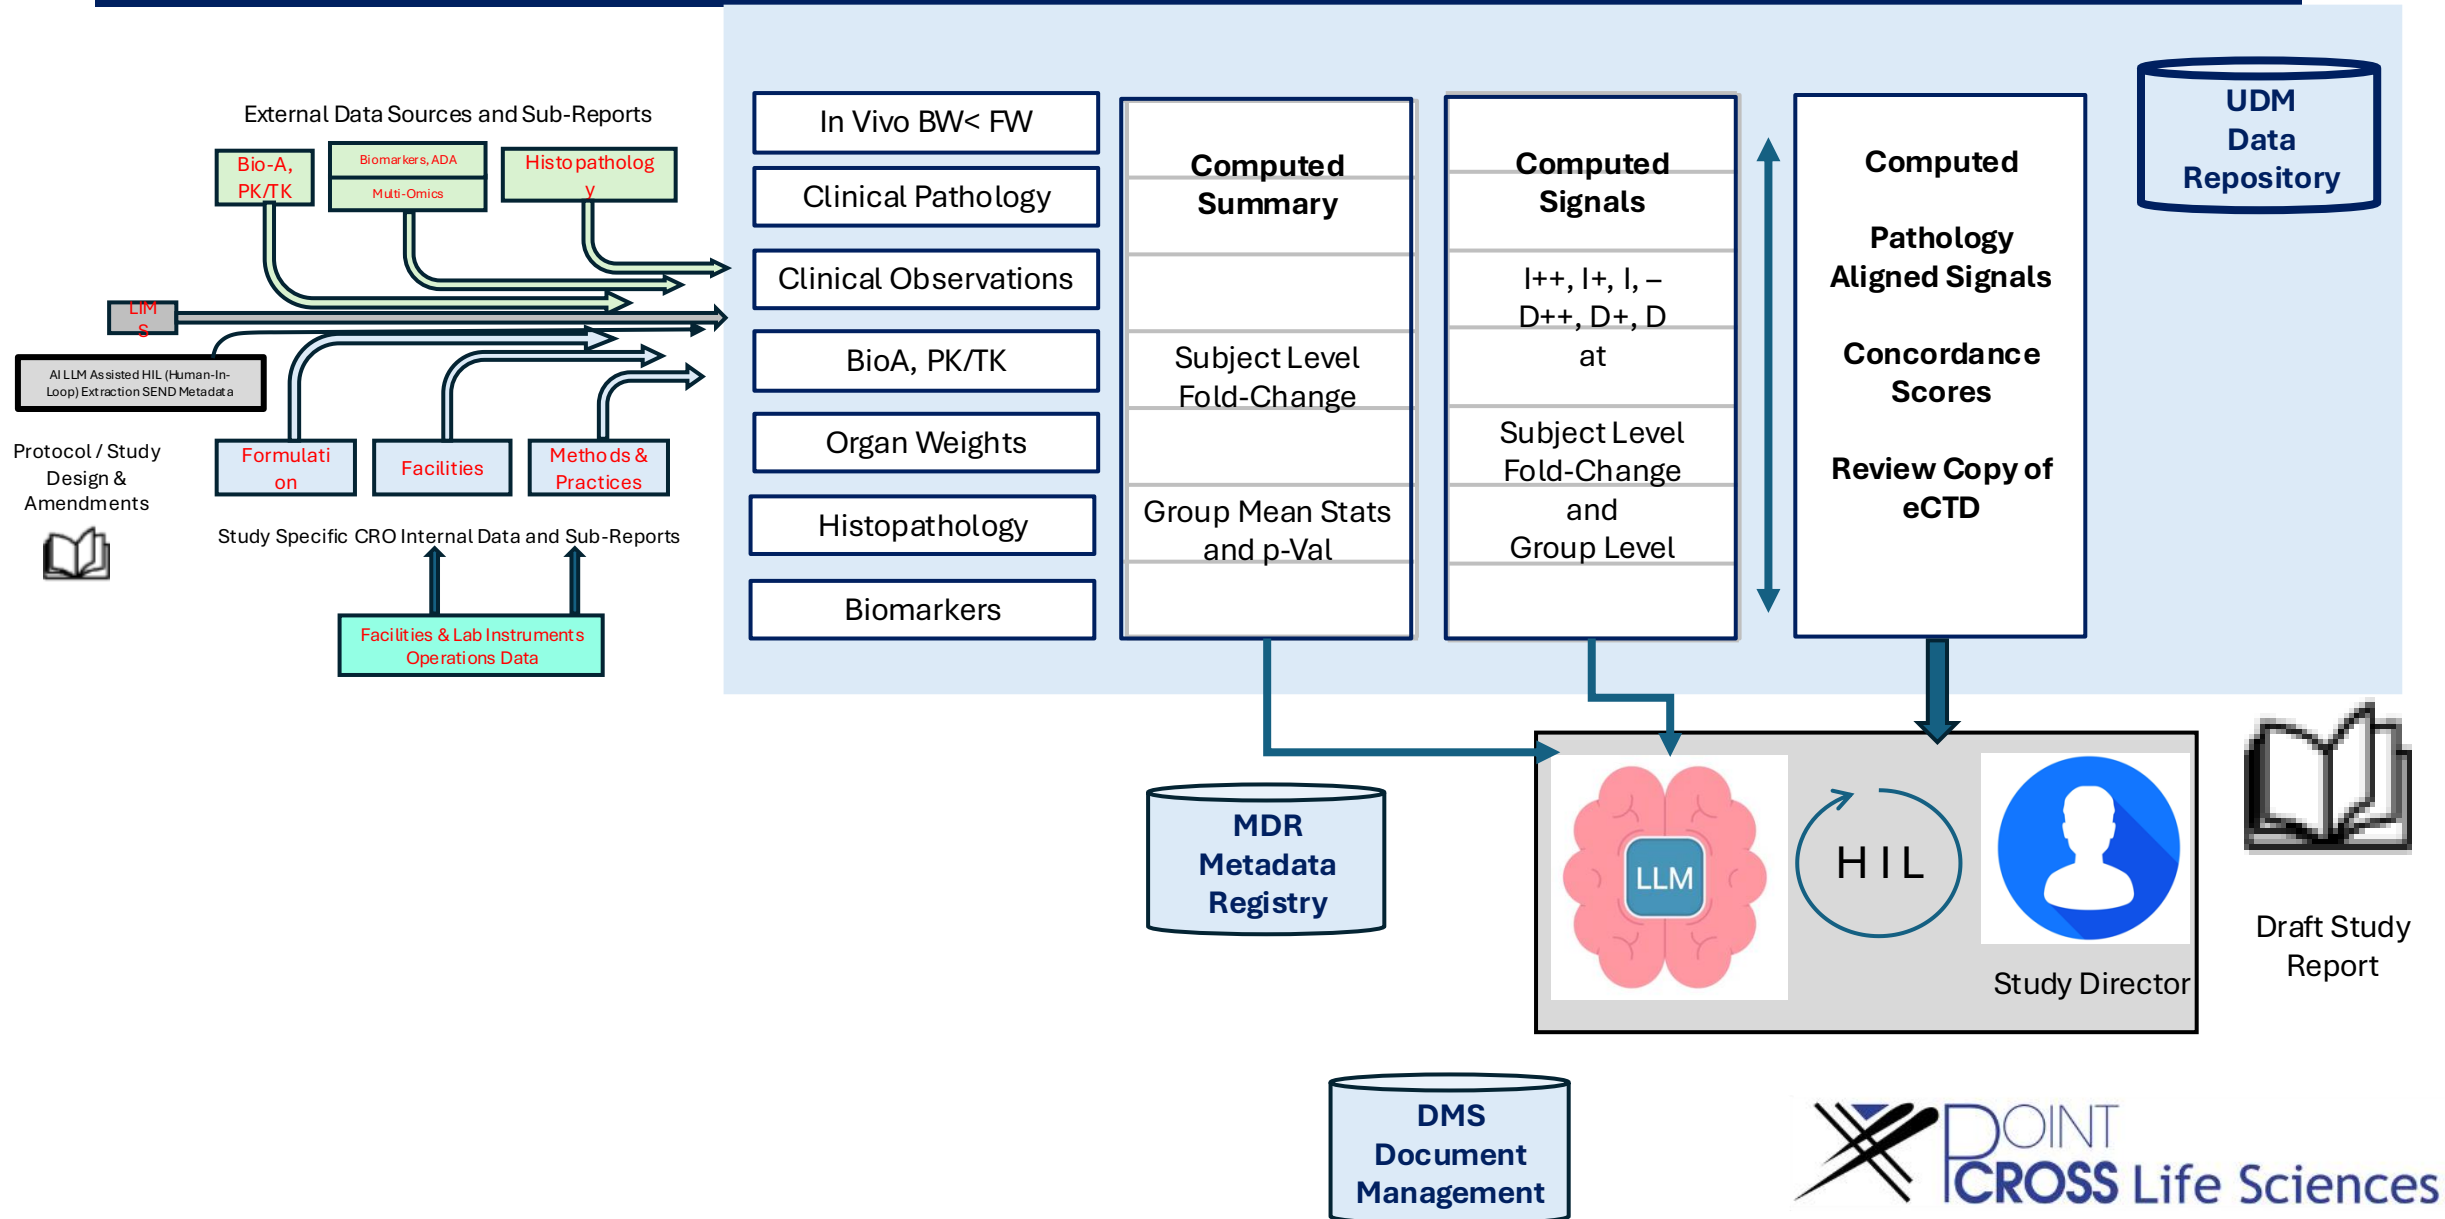 External Data Sources and Sub-Reports
Bio-A,
PK/TK
Biomarkers, ADA
Multi-Omics
Histopatholog
y
LIM
S
AI LLM Assisted HIL (Human-In-
Loop) Extraction SEND Metadata
Protocol / Study
Design &
Amendments
Formulati
on
Facilities
Methods &
Practices
Study Specific CRO Internal Data and Sub-Reports
Facilities & Lab Instruments
Operations Data
In Vivo BW< FW
Clinical Pathology
Clinical Observations
BioA, PK/TK
Organ Weights
Histopathology
Biomarkers
Computed
Summary
Subject Level
Fold-Change
Group Mean Stats
and p-Val
Computed
Signals
I++, I+, I, –
D++, D+, D
at
Subject Level
Fold-Change
and
Group Level
Computed
Pathology
Aligned Signals
Concordance
Scores
Review Copy of
eCTD
UDM
Data
Repository
MDR
Metadata
Registry
LLM
HIL
Study Director
Draft Study
Report
DMS
Document
Management
POINT
CROSS Life Sciences